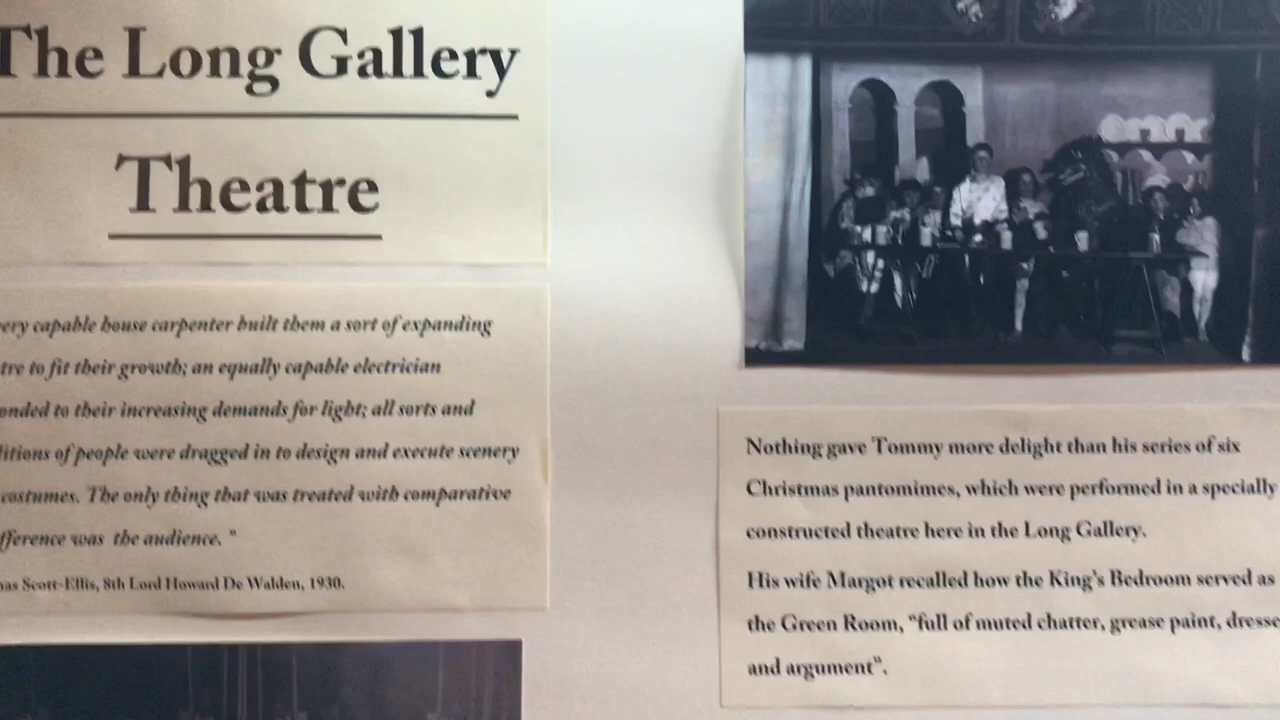 The Long Gallery
Theatre
very capable house carpenter built them a sort of expanding
tre to fit their growth; an equally capable electrician
onded to their increasing demands for light; all sorts and
ditions of people were dragged in to design and execute scenery
costumes. The only thing that was treated with comparative
fference was the audience. "
mas Scott-Ellis, 8th Lord Howard De Walden, 1930.
Nothing gave Tommy more delight than his series of six
Christmas pantomimes, which were performed in a specially
constructed theatre here in the Long Gallery.
His wife Margot recalled how the King's Bedroom served as
the Green Room, "full of muted chatter, grease paint, dresse
and argument".